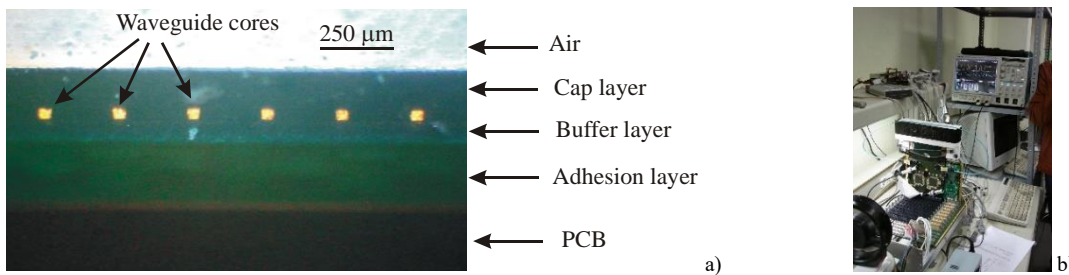 Waveguide cores
250 μm
Air
Cap layer
Buffer layer
Adhesion layer
PCB
a)
b